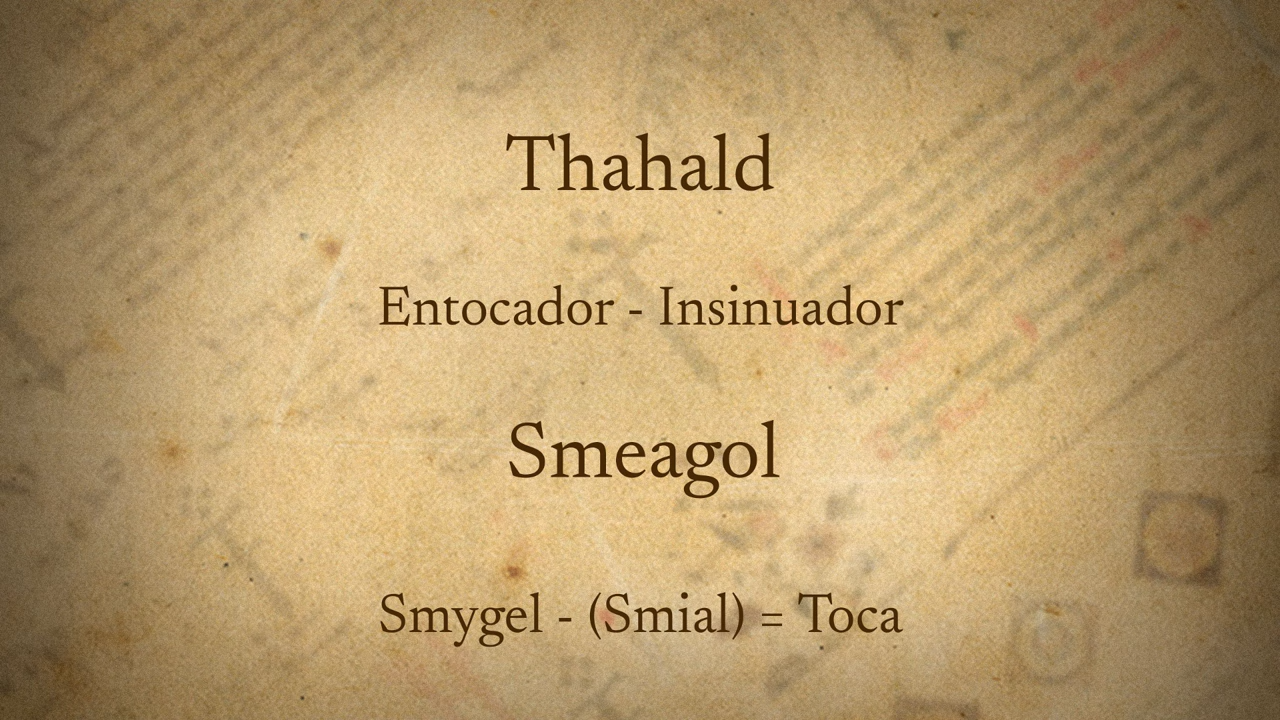 Thahald
Entocador - Insinuador
Smeagol
Smygel - (Smial) = Toca